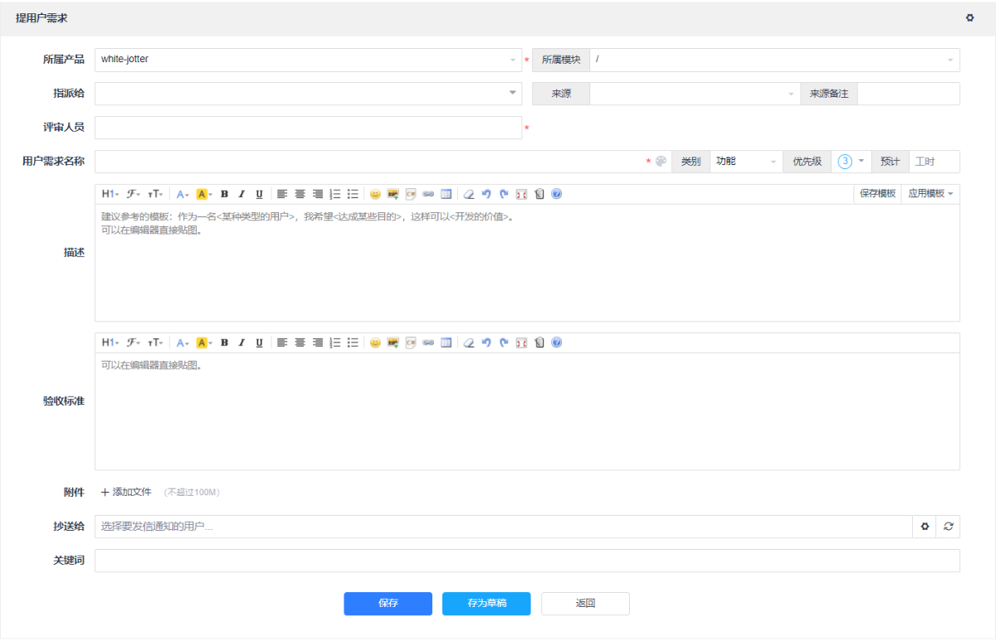 提用户需求
所属产品 white-jotter * 所属模块 /
指派给 来源 来源备注
评审人员 *
用户需求名称 * 类别 功能 优先级 3 预计 工时
H1 F TT A A B I U 保存模板 应用模板
建议参考的模板：作为一名<某种类型的用户>，我希望<达成某些目的>，这样可以<开发的价值>。
可以在编辑器直接贴图。
描述
H1 F TT A A B I U
可以在编辑器直接贴图。
验收标准
附件 + 添加文件 (不超过100M)
抄送给 选择要发信通知的用户...
关键词
保存 存为草稿 返回